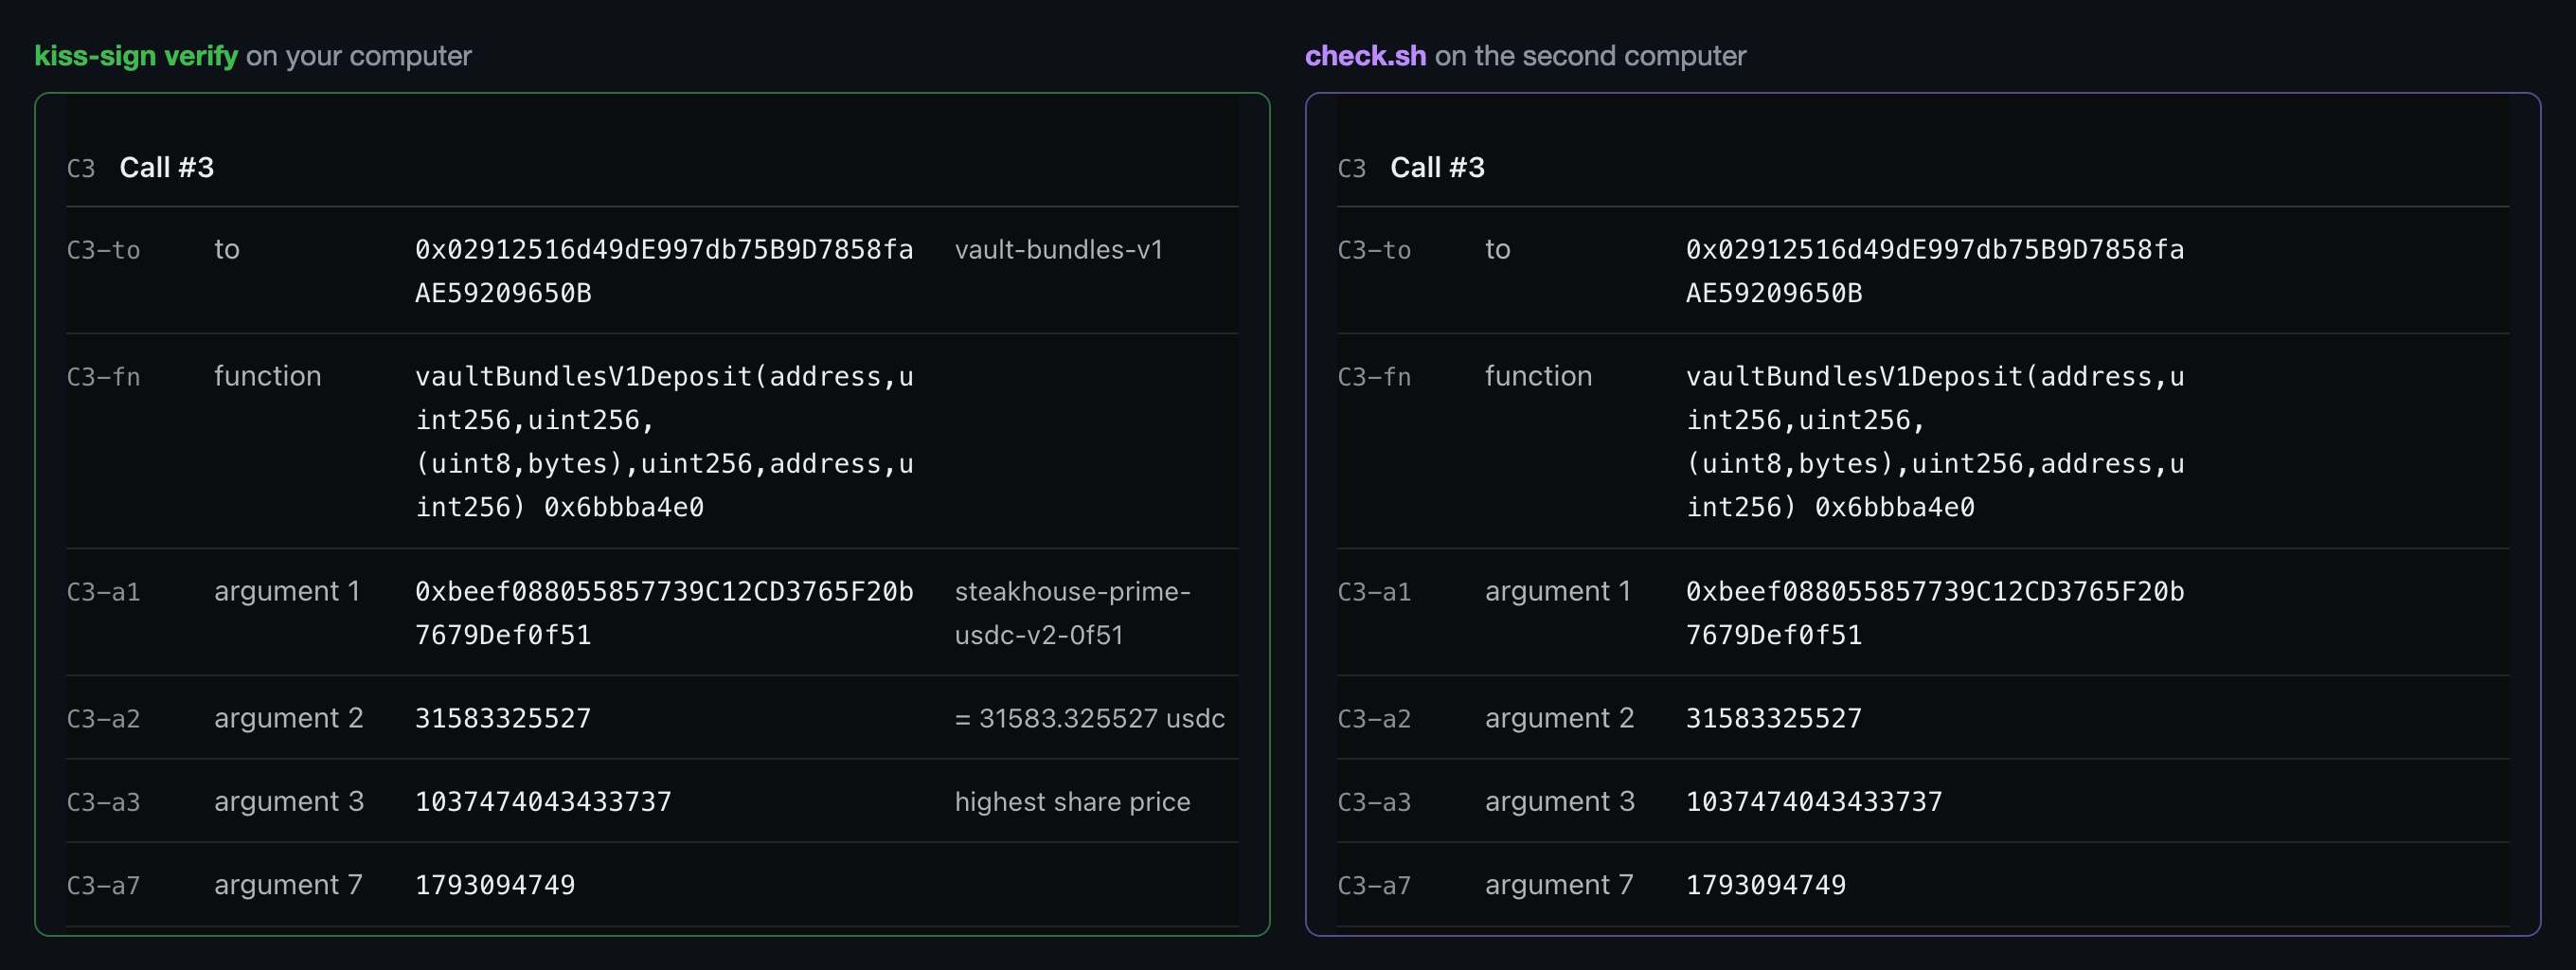 kiss-sign verify on your computer
C3 Call #3
C3-to to 0x02912516d49dE997db75B9D7858fa vault-bundles-v1
AE59209650B
C3-fn function vaultBundlesV1Deposit(address,u
int256,uint256,
(uint8,bytes),uint256,address,u
int256) 0x6bbba4e0
C3-a1 argument 1 0xbeef088055857739C12CD3765F20b steakhouse-prime-
7679Def0f51 usdc-v2-0f51
C3-a2 argument 2 31583325527 = 31583.325527 usdc
C3-a3 argument 3 1037474043433737 highest share price
C3-a7 argument 7 1793094749
check.sh on the second computer
C3 Call #3
C3-to to 0x02912516d49dE997db75B9D7858fa
AE59209650B
C3-fn function vaultBundlesV1Deposit(address,u
int256,uint256,
(uint8,bytes),uint256,address,u
int256) 0x6bbba4e0
C3-a1 argument 1 0xbeef088055857739C12CD3765F20b
7679Def0f51
C3-a2 argument 2 31583325527
C3-a3 argument 3 1037474043433737
C3-a7 argument 7 1793094749